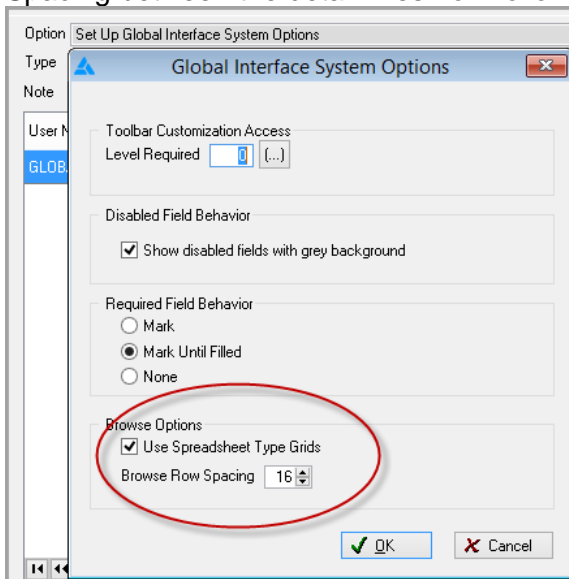 Option Set Up Global Interface System Options
Type
Note
Global Interface System Options
User
GLOB
Toolbar Customization Access
Level Required 0 (...)
Disabled Field Behavior
Show disabled fields with grey background
Required Field Behavior
Mark
Mark Until Filled
None
Browse Options
Use Spreadsheet Type Grids
Browse Row Spacing 16
OK
Cancel